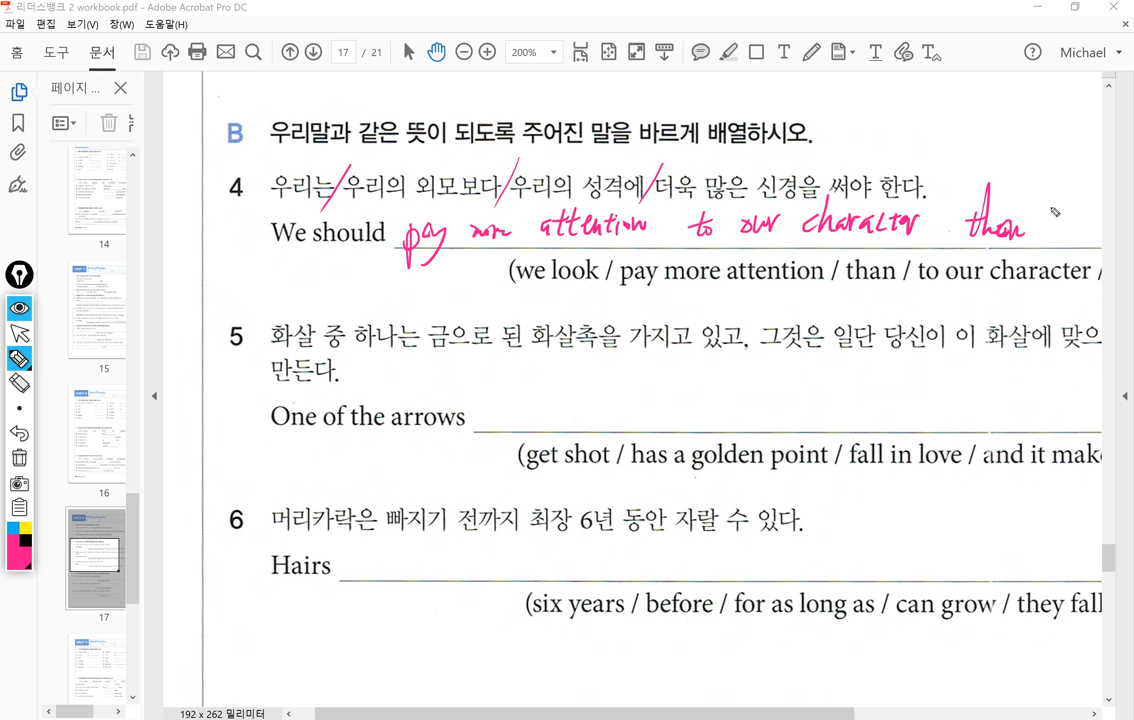 리더스뱅크 2 workbook.pdf - Adobe Acrobat Pro DC
파일 편집 보기(V) 창(W) 도움말(H)
홈 도구 문서 17 / 21 200% Michael
페이지 ...
B 우리말과 같은 뜻이 되도록 주어진 말을 바르게 배열하시오.
4 우리는/우리의 외모보다/우리의 성격에/더욱 많은 신경을 써야 한다.
We should pay more attention to our character than
(we look / pay more attention / than / to our character /
5 화살 중 하나는 금으로 된 화살촉을 가지고 있고, 그것은 일단 당신이 이 화살에 맞으
만든다.
One of the arrows
(get shot / has a golden point / fall in love / and it mak
6 머리카락은 빠지기 전까지 최장 6년 동안 자랄 수 있다.
Hairs
(six years / before / for as long as / can grow / they fall
14
15
16
17
192 x 262 밀리미터